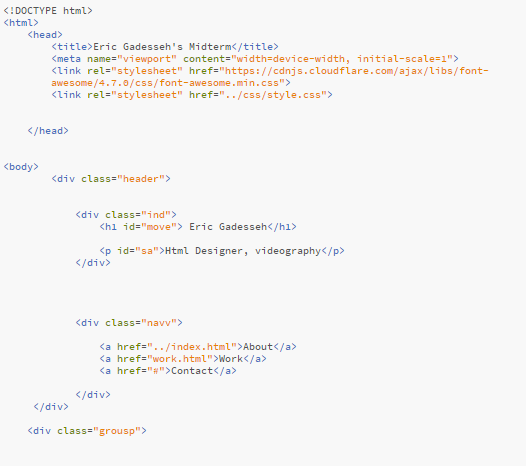 <!DOCTYPE html>
<html>
<head>
<title>Eric Gadesseh's Midterm</title>
<meta name="viewport" content="width=device-width, initial-scale=1">
<link rel="stylesheet" href="https://cdnjs.cloudflare.com/ajax/libs/font-
awesome/4.7.0/css/font-awesome.min.css">
<link rel="stylesheet" href="../css/style.css">
</head>
<body>
<div class="header">
<div class="ind">
<h1 id="move"> Eric Gadesseh</h1>
<p id="sa">Html Designer, videography</p>
</div>
<div class="navv">
<a href="../index.html">About</a>
<a href="work.html">Work</a>
<a href="#">Contact</a>
</div>
</div>
<div class="grousp">